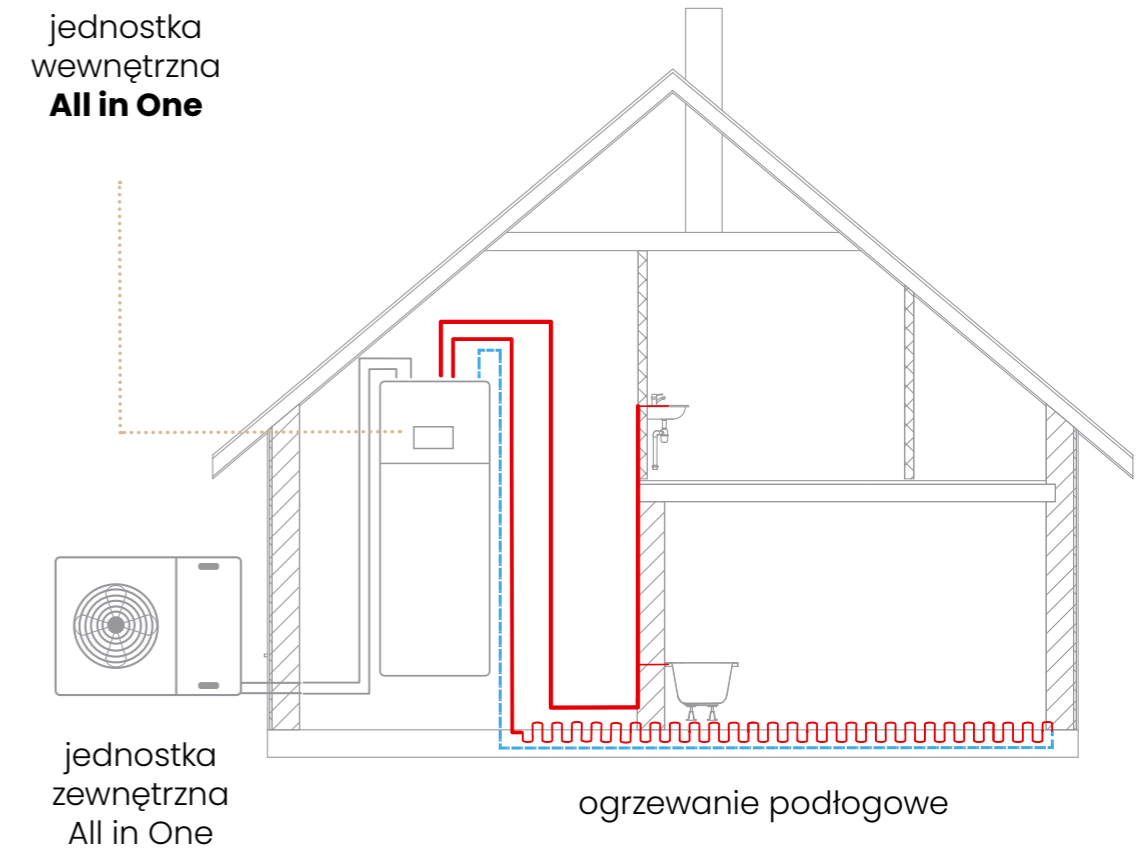 jednostka
wewnętrzna
All in One
jednostka
zewnętrzna
All in One
ogrzewanie podłogowe